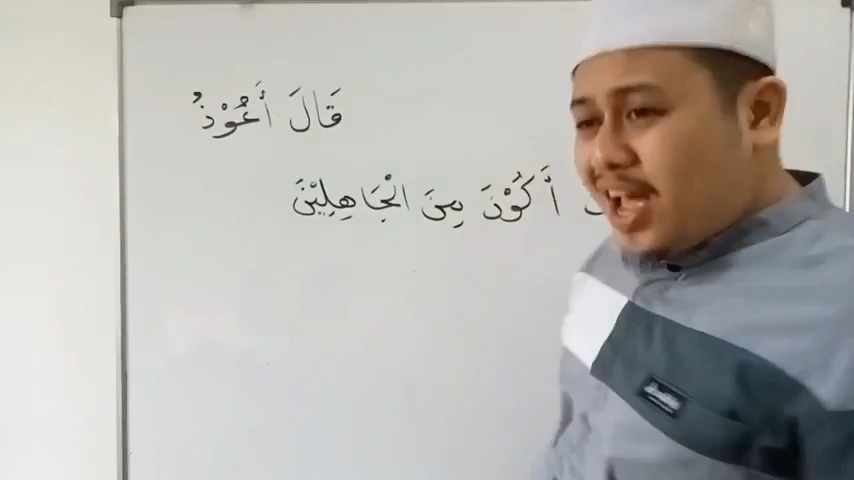 قَالَ أَعُوْذُ
أَكُوْنَ مِنَ الْجَاهِلِيْنَ